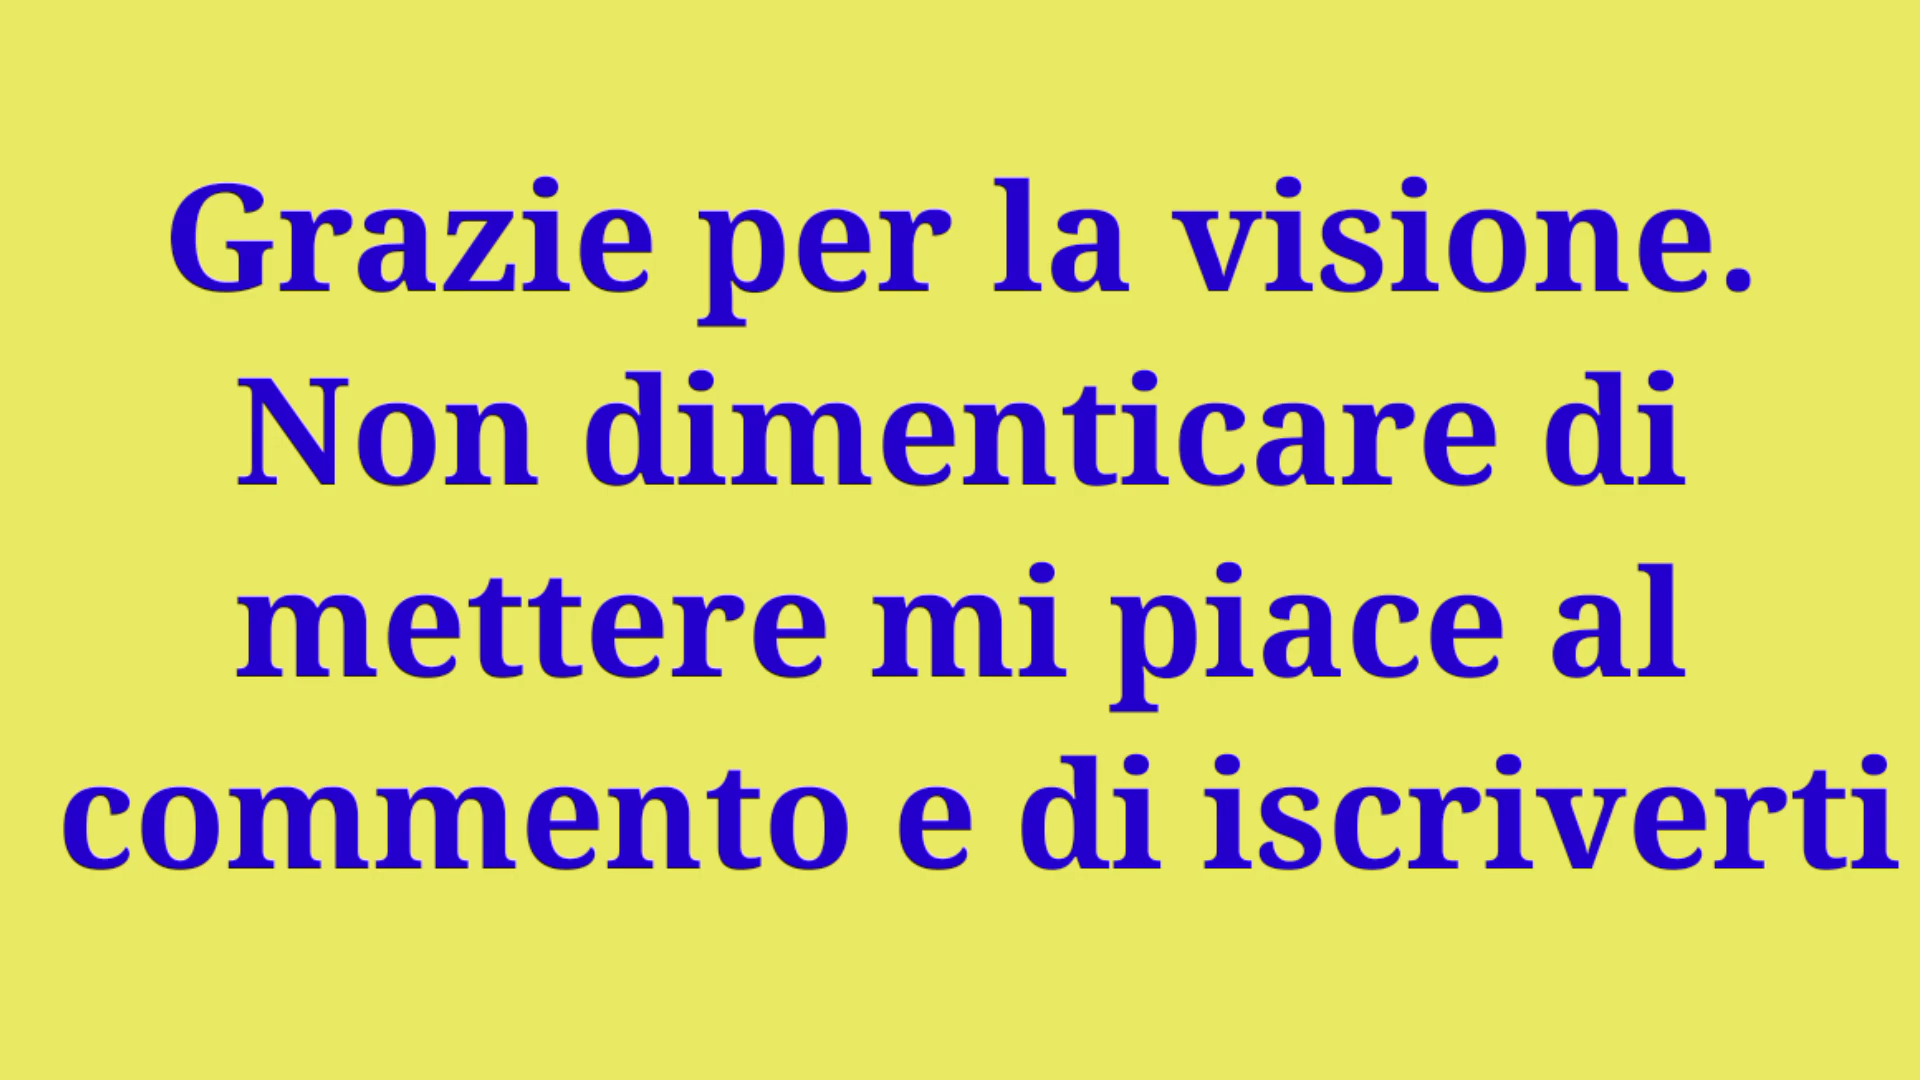 Grazie per la visione.
Non dimenticare di
mettere mi piace al
commento e di iscriverti